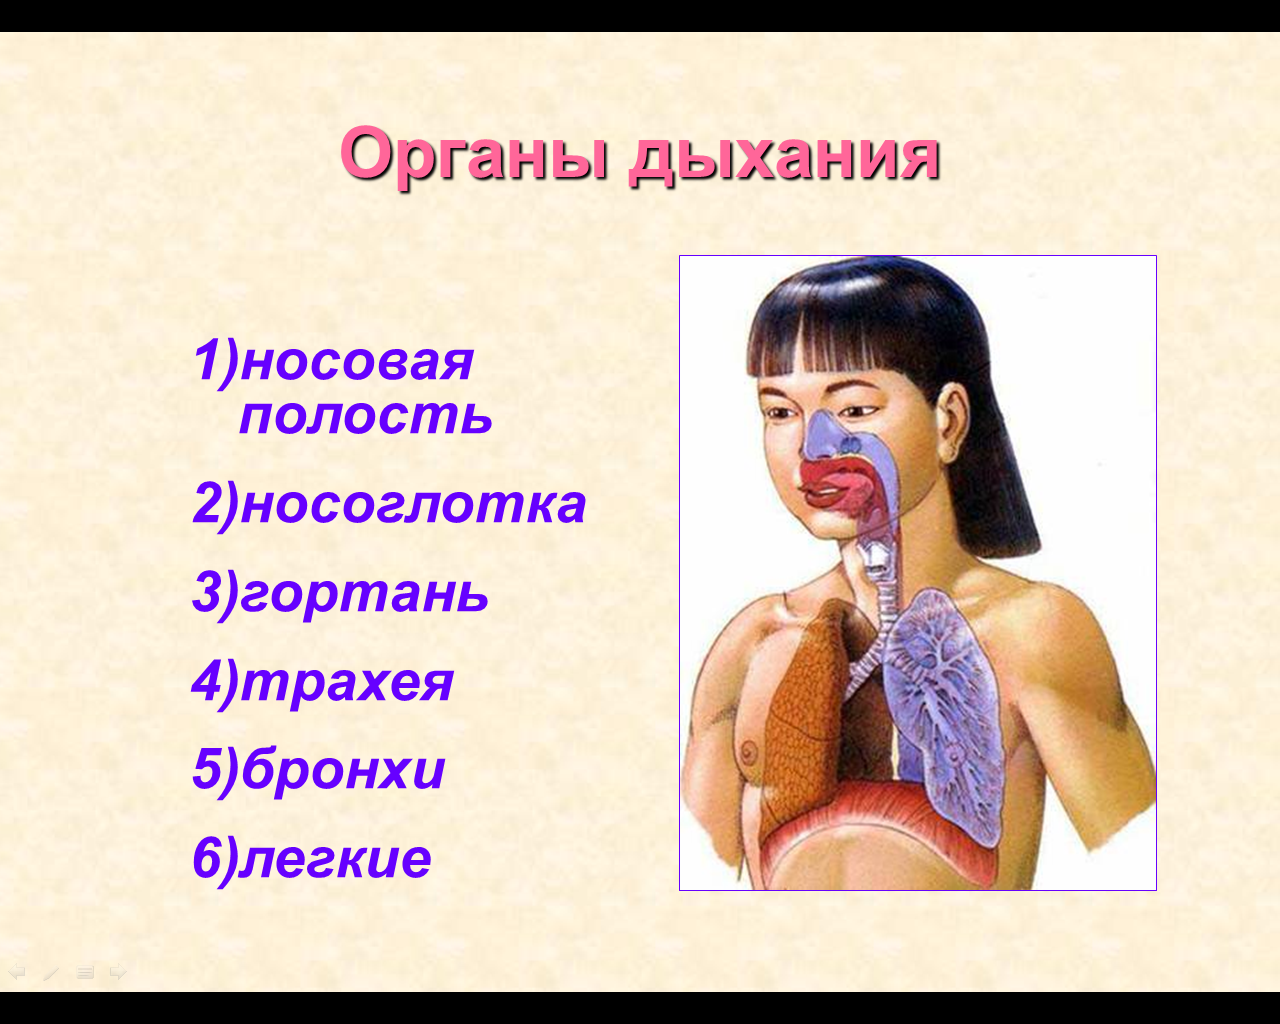 Органы дыхания
1)носовая
полость
2)носоглотка
3)гортань
4)трахея
5)бронхи
6)легкие